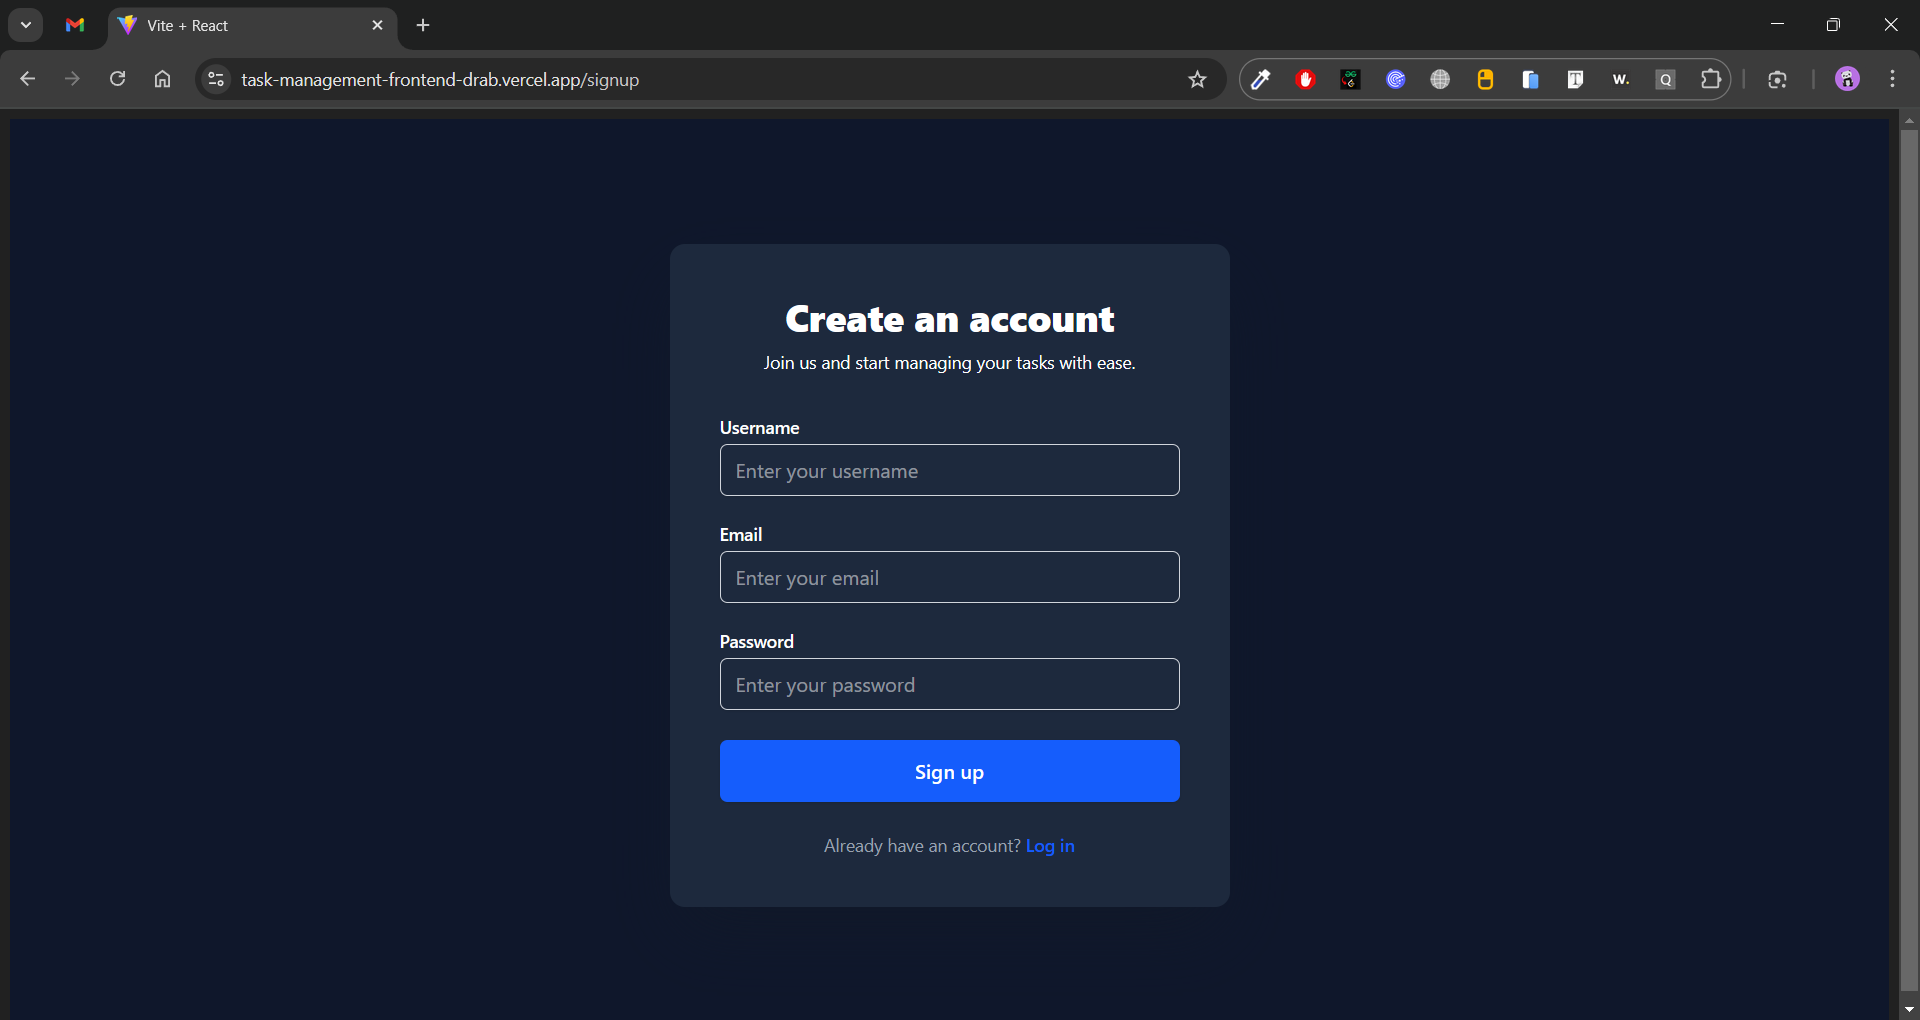 Vite + React
task-management-frontend-drab.vercel.app/signup
W.
Q
Create an account
Join us and start managing your tasks with ease.
Username
Enter your username
Email
Enter your email
Password
Enter your password
Sign up
Already have an account? Log in